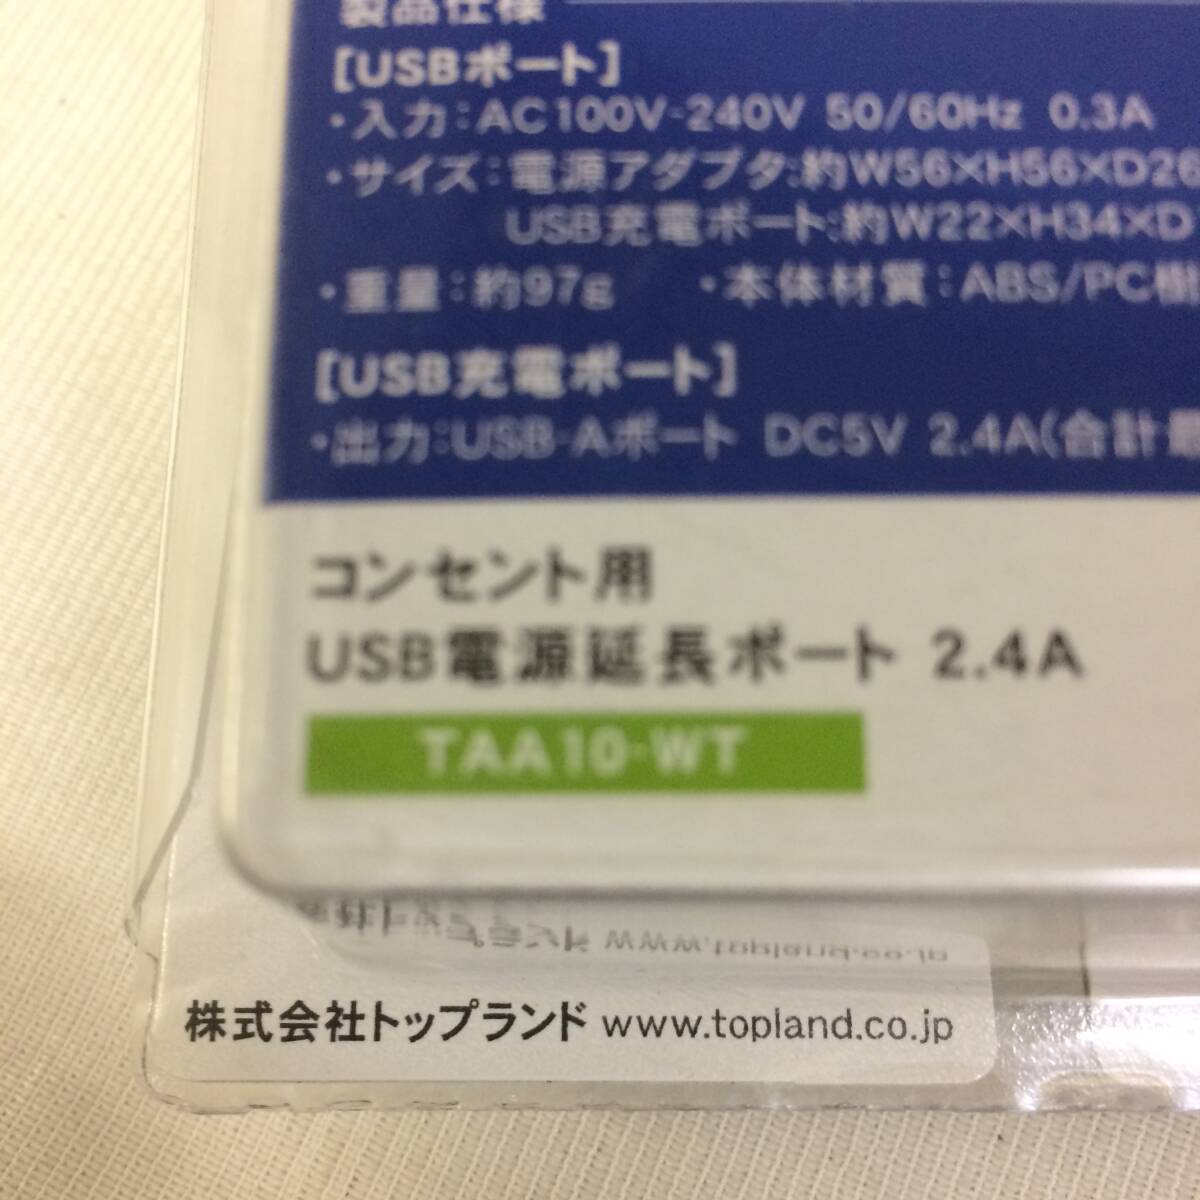 製品仕様
[USBポート]
・入力：AC100V-240V 50/60Hz 0.3A
・サイズ：電源アダプタ:約W56×H56×D26
USB充電ポート:約W22×H34×D
・重量：約97g ・本体材質：ABS/PC樹
[USB充電ポート]
・出力：USB-Aポート DC5V 2.4A(合計最
コンセント用
USB電源延長ポート 2.4A
TAA10-WT
株式会社トップランド www.topland.co.jp